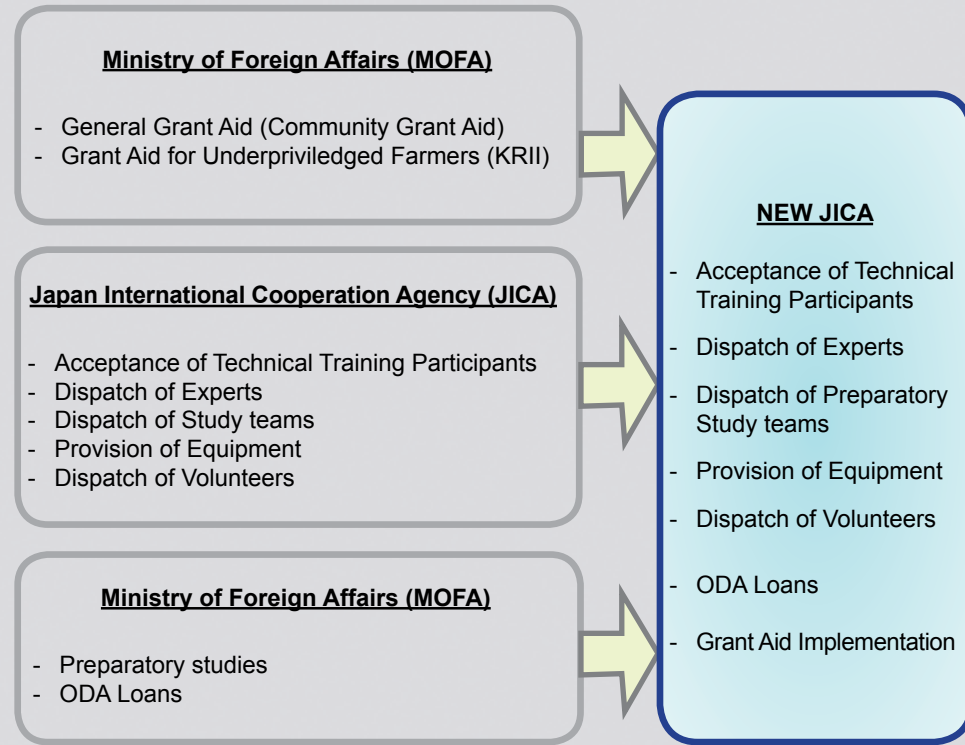 Ministry of Foreign Affairs (MOFA)
- General Grant Aid (Community Grant Aid)
- Grant Aid for Underpriviledged Farmers (KRII)
Japan International Cooperation Agency (JICA)
- Acceptance of Technical Training Participants
- Dispatch of Experts
- Dispatch of Study teams
- Provision of Equipment
- Dispatch of Volunteers
Ministry of Foreign Affairs (MOFA)
- Preparatory studies
- ODA Loans
NEW JICA
- Acceptance of Technical
Training Participants
- Dispatch of Experts
- Dispatch of Preparatory
Study teams
- Provision of Equipment
- Dispatch of Volunteers
- ODA Loans
- Grant Aid Implementation